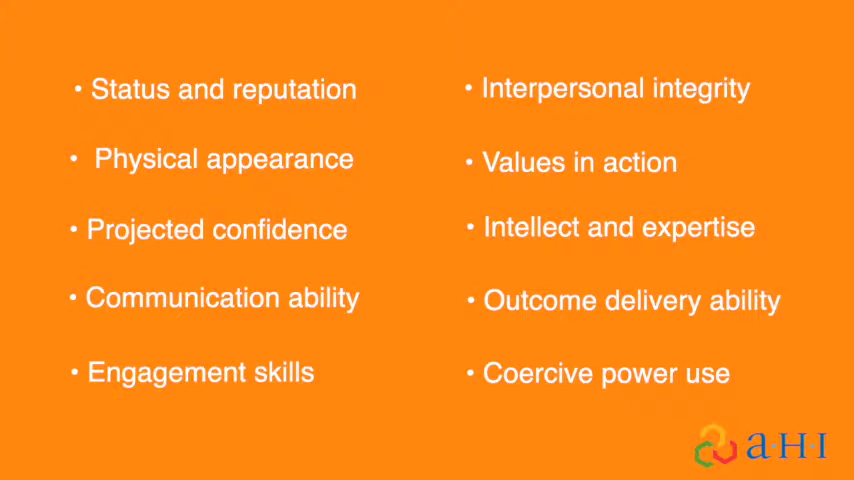 • Status and reputation
• Physical appearance
• Projected confidence
• Communication ability
• Engagement skills
• Interpersonal integrity
• Values in action
• Intellect and expertise
• Outcome delivery ability
• Coercive power use
a·H·I